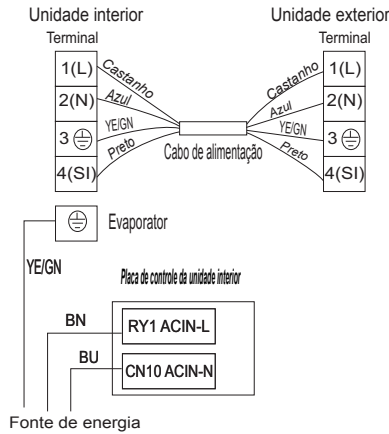 Unidade interior
Unidade exterior
Terminal
Terminal
1(L)
Castanho
Castanho
1(L)
2(N)
Azul
Azul
2(N)
3
YE/GN
YE/GN
3
4(SI)
Preto
Cabo de alimentação
Preto
4(SI)
Evaporator
YE/GN
Placa de controle da unidade interior
BN
RY1 ACIN-L
BU
CN10 ACIN-N
Fonte de energia